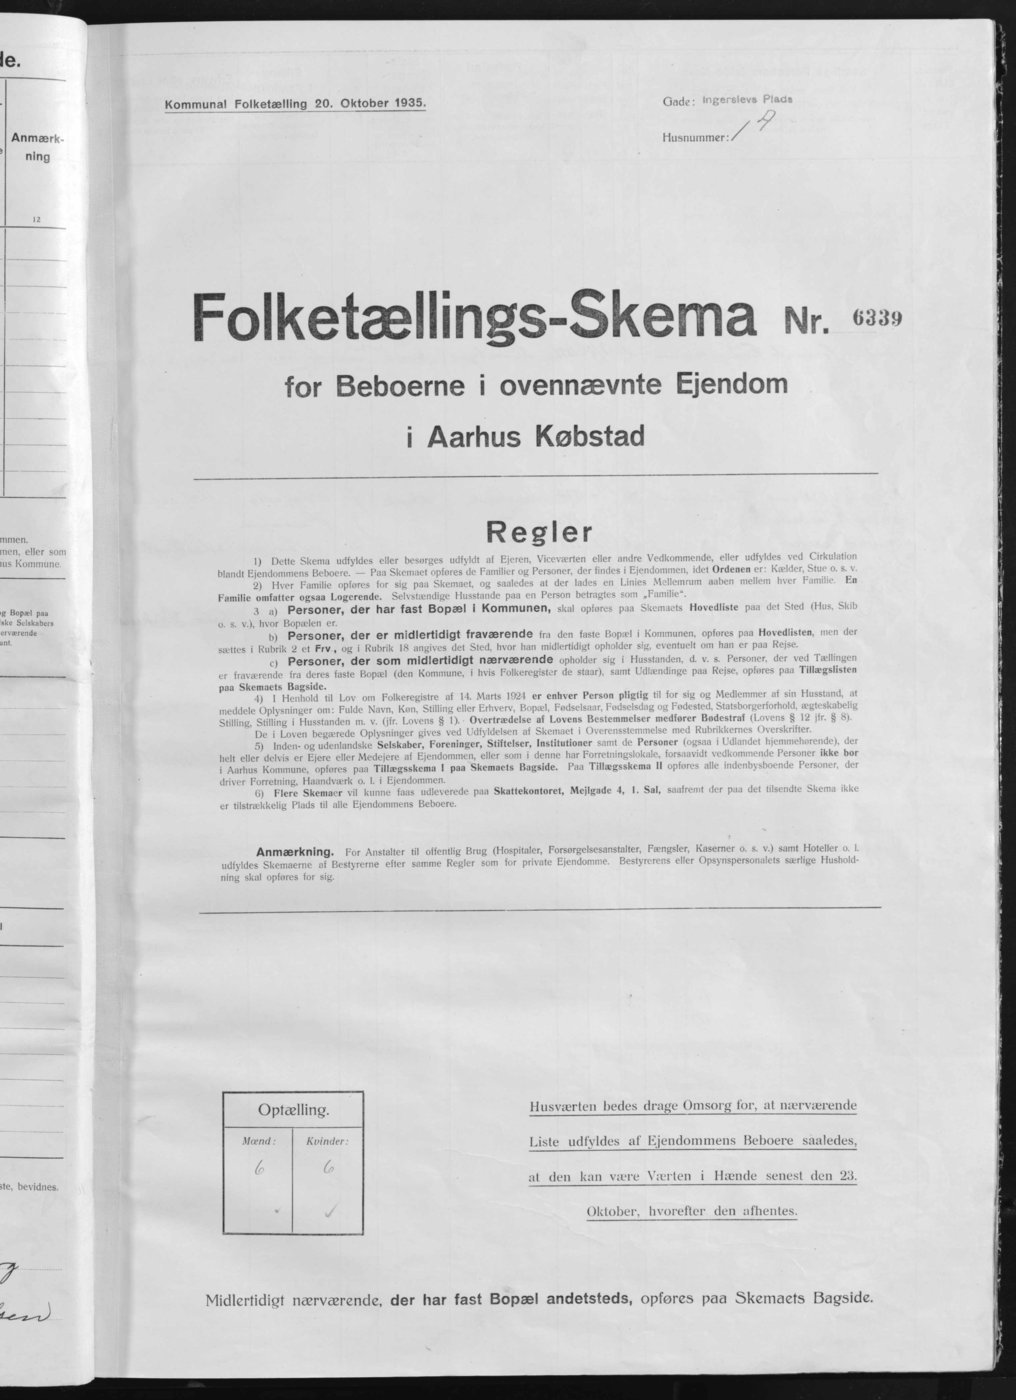 de.
Anmærk-
ning
12
mmen.
men, eller som
hus Kommune.
og Bopæl paa
ske Selskabers
erværende
ant.
ste, bevidnes.
Kommunal Folketælling 20. Oktober 1935.
Gade: Ingerslevs Plads
Husnummer: 1
Folketællings-Skema Nr. 6339
for Beboerne i ovennævnte Ejendom
i Aarhus Købstad
Regler
1) Dette Skema udfyldes eller besørges udfyldt af Ejeren, Viceværten eller andre Vedkommende, eller udfyldes ved Cirkulation
blandt Ejendommens Beboere. — Paa Skemaet opføres de Familier og Personer, der findes i Ejendommen, idet Ordenen er: Kælder, Stue o. s. v.
2) Hver Familie opføres for sig paa Skemaet, og saaledes at der lades en Linies Mellemrum aaben mellem hver Familie. En
Familie omfatter ogsaa Logerende. Selvstændige Husstande paa en Person betragtes som „Familie“.
3 a) Personer, der har fast Bopæl i Kommunen, skal opføres paa Skemaets Hovedliste paa det Sted (Hus, Skib
o. s. v.), hvor Bopælen er.
b) Personer, der er midlertidigt fraværende fra den faste Bopæl i Kommunen, opføres paa Hovedlisten, men der
sættes i Rubrik 2 et Frv., og i Rubrik 18 angives det Sted, hvor han midlertidigt opholder sig, eventuelt om han er paa Rejse.
c) Personer, der som midlertidigt nærværende opholder sig i Husstanden, d. v. s. Personer, der ved Tællingen
er fraværende fra deres faste Bopæl (den Kommune, i hvis Folkeregister de staar), samt Udlændinge paa Rejse, opføres paa Tillægslisten
paa Skemaets Bagside.
4) I Henhold til Lov om Folkeregistre af 14. Marts 1924 er enhver Person pligtig til for sig og Medlemmer af sin Husstand, at
meddele Oplysninger om: Fulde Navn, Køn, Stilling eller Erhverv, Bopæl, Fødselsaar, Fødselsdag og Fødested, Statsborgerforhold, ægteskabelig
Stilling, Stilling i Husstanden m. v. (jfr. Lovens § 1). Overtrædelse af Lovens Bestemmelser medfører Bødestraf (Lovens § 12 jfr. § 8).
De i Loven begærede Oplysninger gives ved Udfyldelsen af Skemaet i Overensstemmelse med Rubrikkernes Overskrifter.
5) Inden- og udenlandske Selskaber, Foreninger, Stiftelser, Institutioner samt de Personer (ogsaa i Udlandet hjemmehørende), der
helt eller delvis er Ejere eller Medejere af Ejendommen, eller som i denne har Forretningslokale, forsaavidt vedkommende Personer ikke bor
i Aarhus Kommune, opføres paa Tillægsskema I paa Skemaets Bagside. Paa Tillægsskema II opføres alle indenbysboende Personer, der
driver Forretning, Haandværk o. l. i Ejendommen.
6) Flere Skemaer vil kunne faas udleverede paa Skattekontoret, Mejlgade 4, 1. Sal, saafremt der paa det tilsendte Skema ikke
er tilstrækkelig Plads til alle Ejendommens Beboere.
Anmærkning. For Anstalter til offentlig Brug (Hospitaler, Forsørgelsesanstalter, Fængsler, Kaserner o. s. v.) samt Hoteller o. l.
udfyldes Skemaerne af Bestyrerne efter samme Regler som for private Ejendomme. Bestyrerens eller Opsynspersonalets særlige Hushold-
ning skal opføres for sig.
Optælling.
Mænd: Kvinder:
6 6
Husværten bedes drage Omsorg for, at nærværende
Liste udfyldes af Ejendommens Beboere saaledes,
at den kan være Værten i Hænde senest den 23.
Oktober, hvorefter den afhentes.
Midlertidigt nærværende, der har fast Bopæl andetsteds, opføres paa Skemaets Bagside.